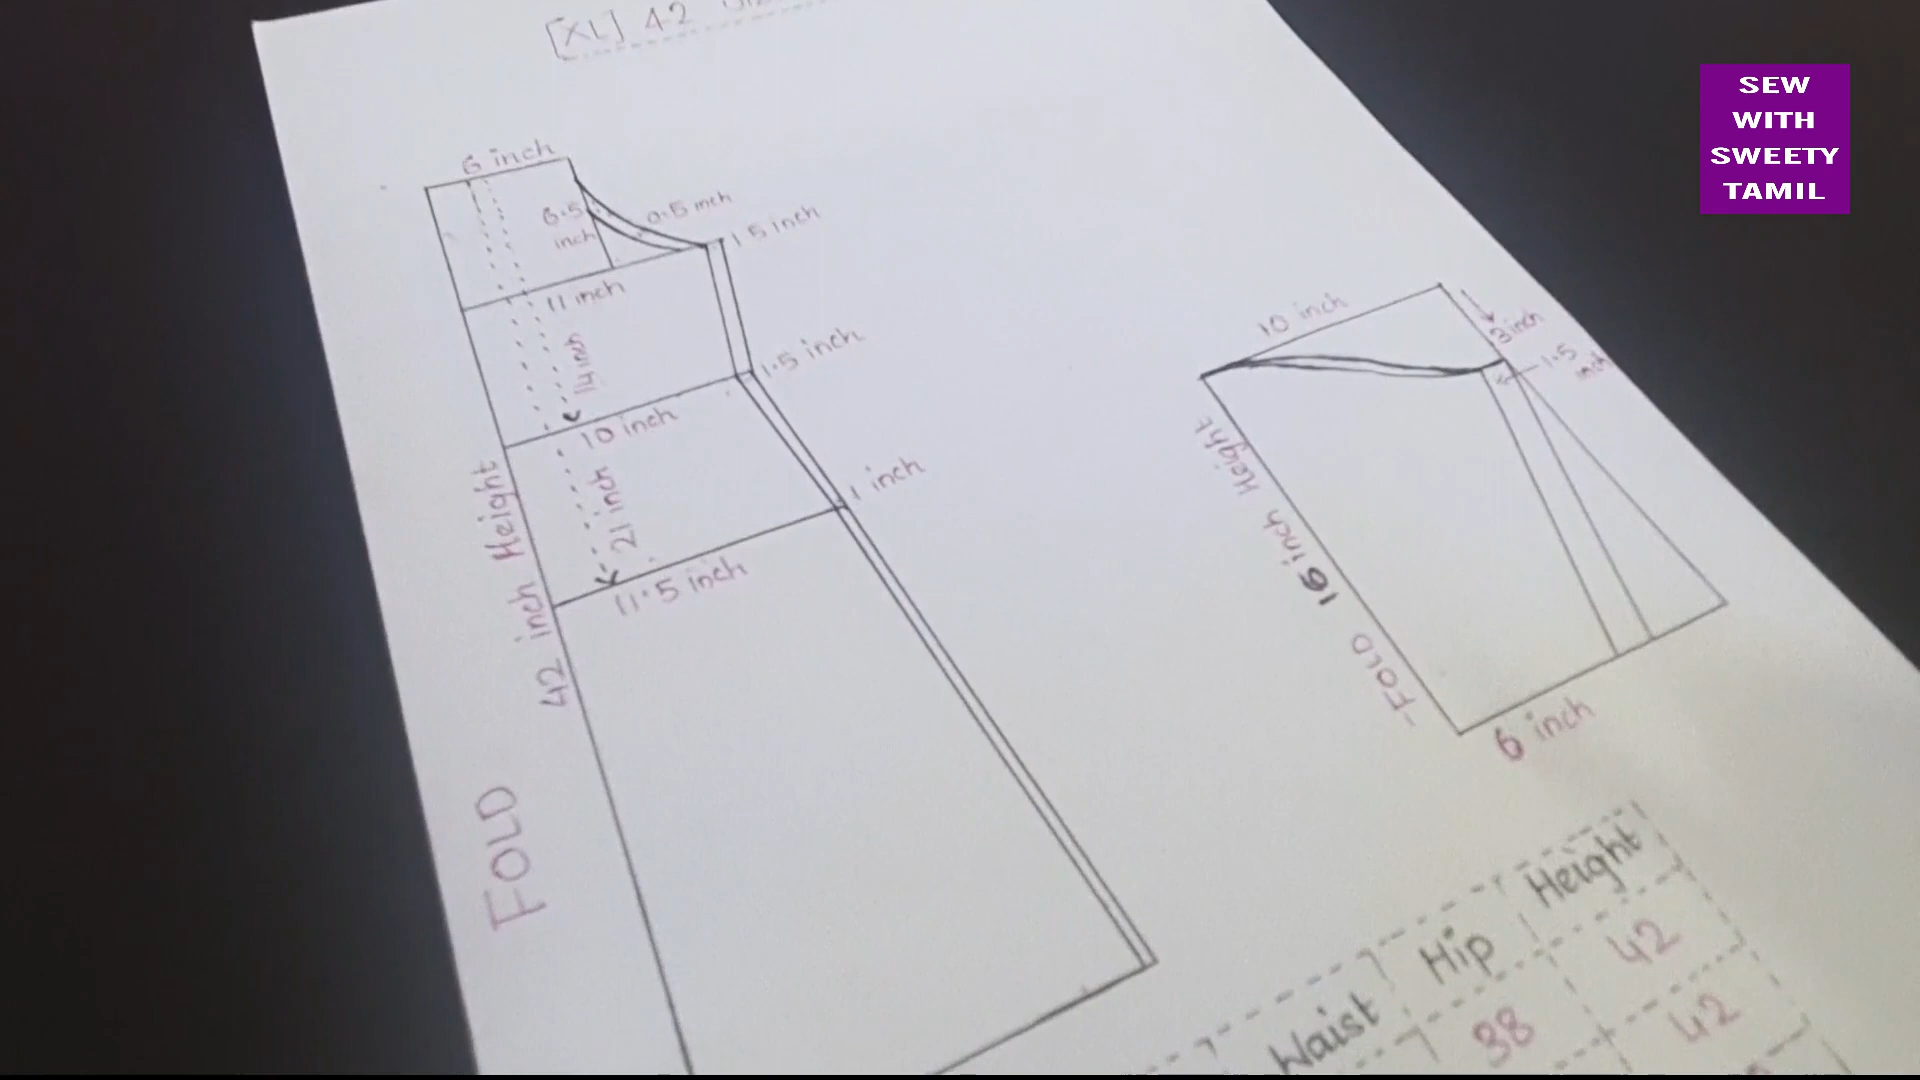 [XL] 42
6 inch
6.5
inch
0.5 inch
1.5 inch
11 inch
14 inch
1.5 inch
10 inch
21 inch
1 inch
11.5 inch
42 inch Height
FOLD
10 inch
3 inch
1.5
inch
FOLD 16 inch Height
6 inch
Waist Hip Height
38 42
42
SEW
WITH
SWEETY
TAMIL